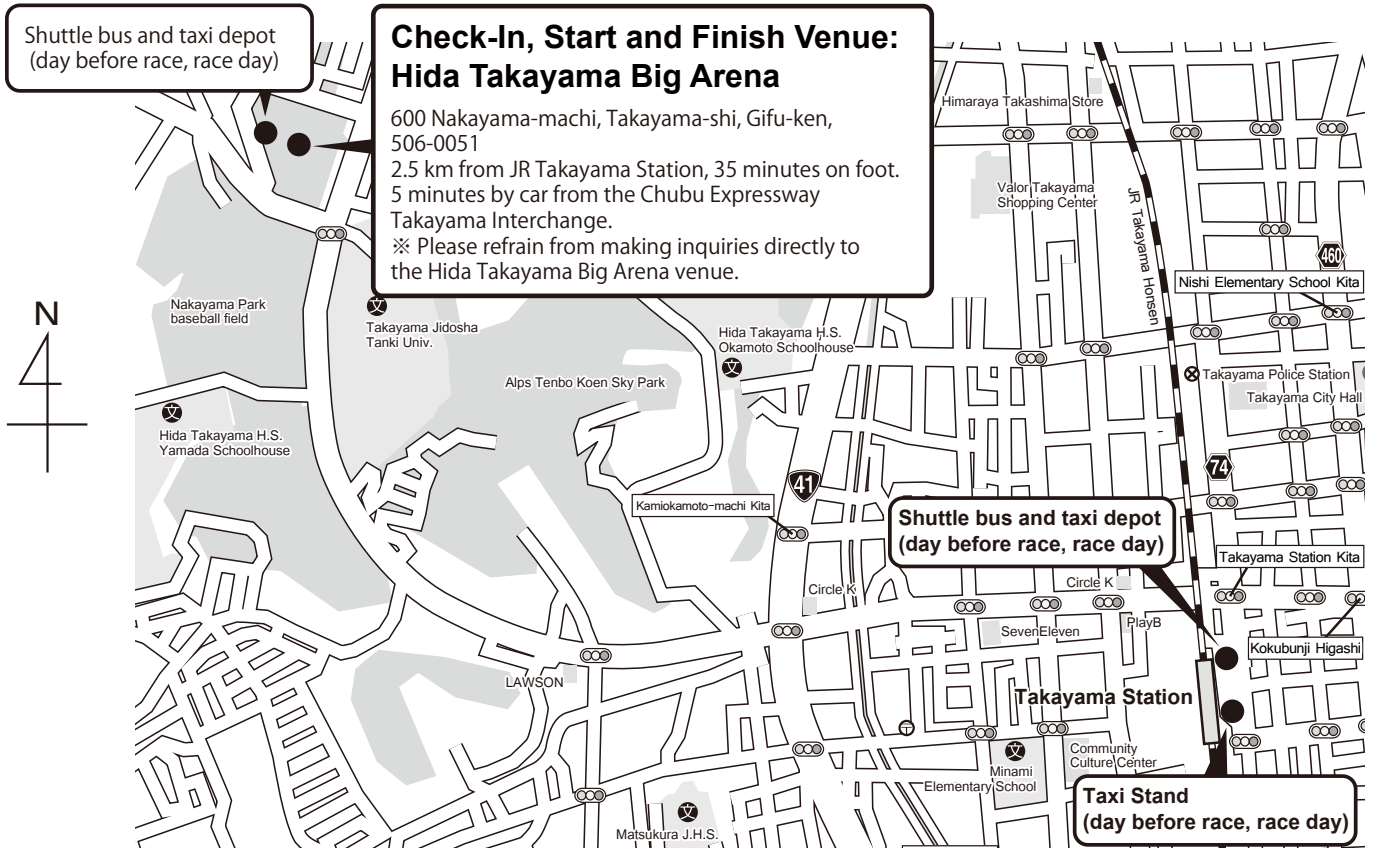 Shuttle bus and taxi depot
(day before race, race day)
Check-In, Start and Finish Venue:
Hida Takayama Big Arena
600 Nakayama-machi, Takayama-shi, Gifu-ken,
506-0051
2.5 km from JR Takayama Station, 35 minutes on foot.
5 minutes by car from the Chubu Expressway
Takayama Interchange.
※ Please refrain from making inquiries directly to
the Hida Takayama Big Arena venue.
Himaraya Takashima Store
Valor Takayama
Shopping Center
JR Takayama Honsen
460
Nishi Elementary School Kita
N
Nakayama Park
baseball field
文
Takayama Jidosha
Tanki Univ.
Hida Takayama H.S.
Okamoto Schoolhouse
文
Alps Tenbo Koen Sky Park
Takayama Police Station
Takayama City Hall
文
Hida Takayama H.S.
Yamada Schoolhouse
74
41
Kamiokamoto-machi Kita
Shuttle bus and taxi depot
(day before race, race day)
Takayama Station Kita
Circle K
Circle K
SevenEleven
PlayB
Kokubunji Higashi
LAWSON
Takayama Station
文
Minami
Elementary School
Community
Culture Center
Taxi Stand
(day before race, race day)
文
Matsukura J.H.S.